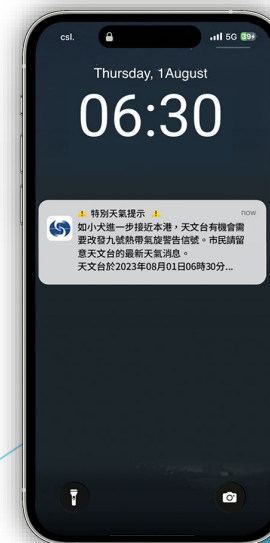 csl.
5G 39
Thursday, 1August
06:30
特別天氣提示
now
如小犬進一步接近本港，天文台有機會需
要改發九號熱帶氣旋警告信號。市民請留
意天文台的最新天氣消息。
天文台於2023年08月01日06時30分...